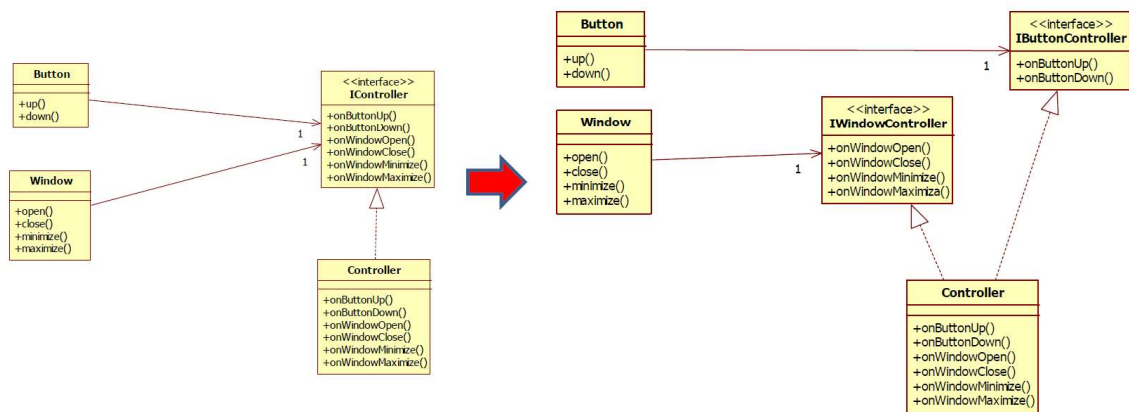 Button
+up()
+down()
Window
+open()
+close()
+minimize()
+maximize()
<<interface>>
IController
+onButtonUp()
+onButtonDown()
+onWindowOpen()
+onWindowClose()
+onWindowMinimize()
+onWindowMaximize()
1
1
Controller
+onButtonUp()
+onButtonDown()
+onWindowOpen()
+onWindowClose()
+onWindowMinimize()
+onWindowMaximize()
Button
+up()
+down()
<<interface>>
IButtonController
+onButtonUp()
+onButtonDown()
1
Window
+open()
+close()
+minimize()
+maximize()
<<interface>>
IWindowController
+onWindowOpen()
+onWindowClose()
+onWindowMinimize()
+onWindowMaximiza()
1
Controller
+onButtonUp()
+onButtonDown()
+onWindowOpen()
+onWindowClose()
+onWindowMinimize()
+onWindowMaximize()